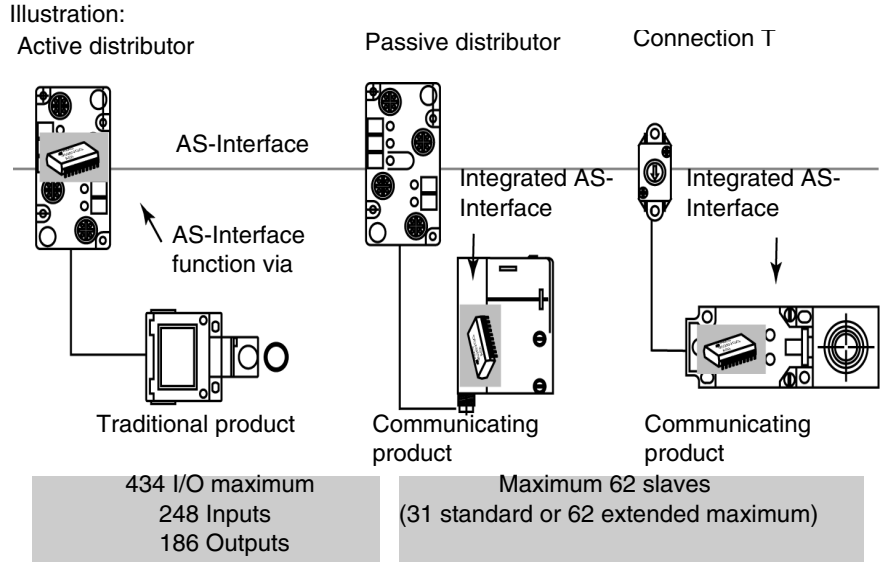 Illustration:
Active distributor
Passive distributor
Connection T
AS-Interface
AS-Interface
function via
Integrated AS-
Interface
Integrated AS-
Interface
Traditional product
Communicating
product
Communicating
product
434 I/O maximum
248 Inputs
186 Outputs
Maximum 62 slaves
(31 standard or 62 extended maximum)